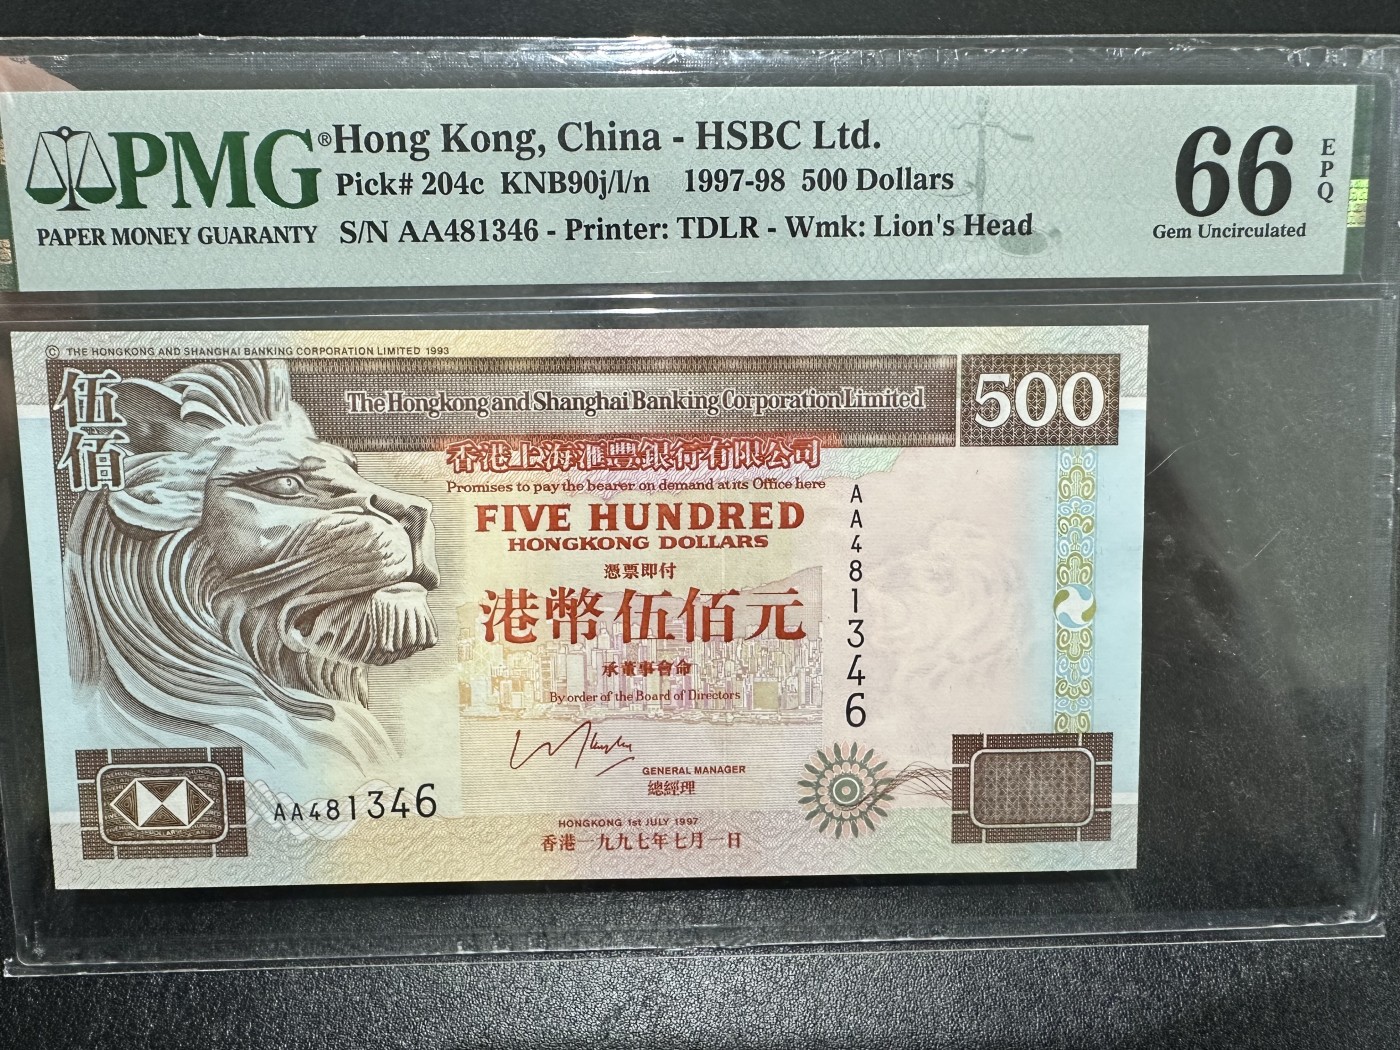 PMG®
PAPER MONEY GUARANTY
Hong Kong, China - HSBC Ltd.
Pick# 204c KNB90j/l/n 1997-98 500 Dollars
S/N AA481346 - Printer: TDLR - Wmk: Lion's Head
66
EPQ
Gem Uncirculated
© THE HONGKONG AND SHANGHAI BANKING CORPORATION LIMITED 1993
伍佰
The Hongkong and Shanghai Banking Corporation Limited
500
香港上海滙豐銀行有限公司
Promises to pay the bearer on demand at its Office here
FIVE HUNDRED
HONGKONG DOLLARS
憑票即付
港幣伍佰元
承董事會命
By order of the Board of Directors
AA481346
GENERAL MANAGER
總經理
AA481346
HONGKONG 1st JULY 1997
香港一九九七年七月一日